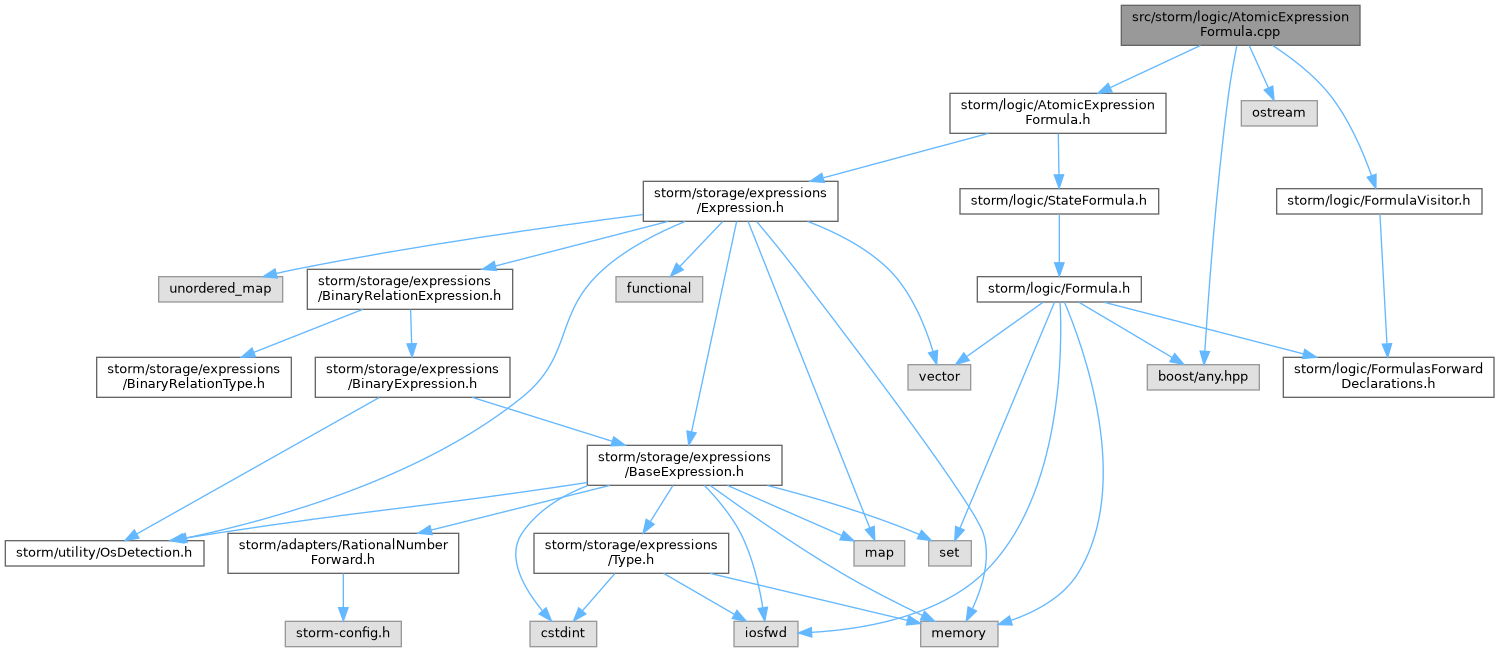 src/storm/logic/AtomicExpression
Formula.cpp
storm/logic/AtomicExpression
Formula.h
ostream
storm/storage/expressions
/Expression.h
storm/logic/StateFormula.h
storm/logic/FormulaVisitor.h
unordered_map
storm/storage/expressions
/BinaryRelationExpression.h
functional
storm/logic/Formula.h
storm/storage/expressions
/BinaryRelationType.h
storm/storage/expressions
/BinaryExpression.h
vector
boost/any.hpp
storm/logic/FormulasForward
Declarations.h
storm/storage/expressions
/BaseExpression.h
storm/utility/OsDetection.h
storm/adapters/RationalNumber
Forward.h
storm/storage/expressions
/Type.h
map
set
storm-config.h
cstdint
iosfwd
memory